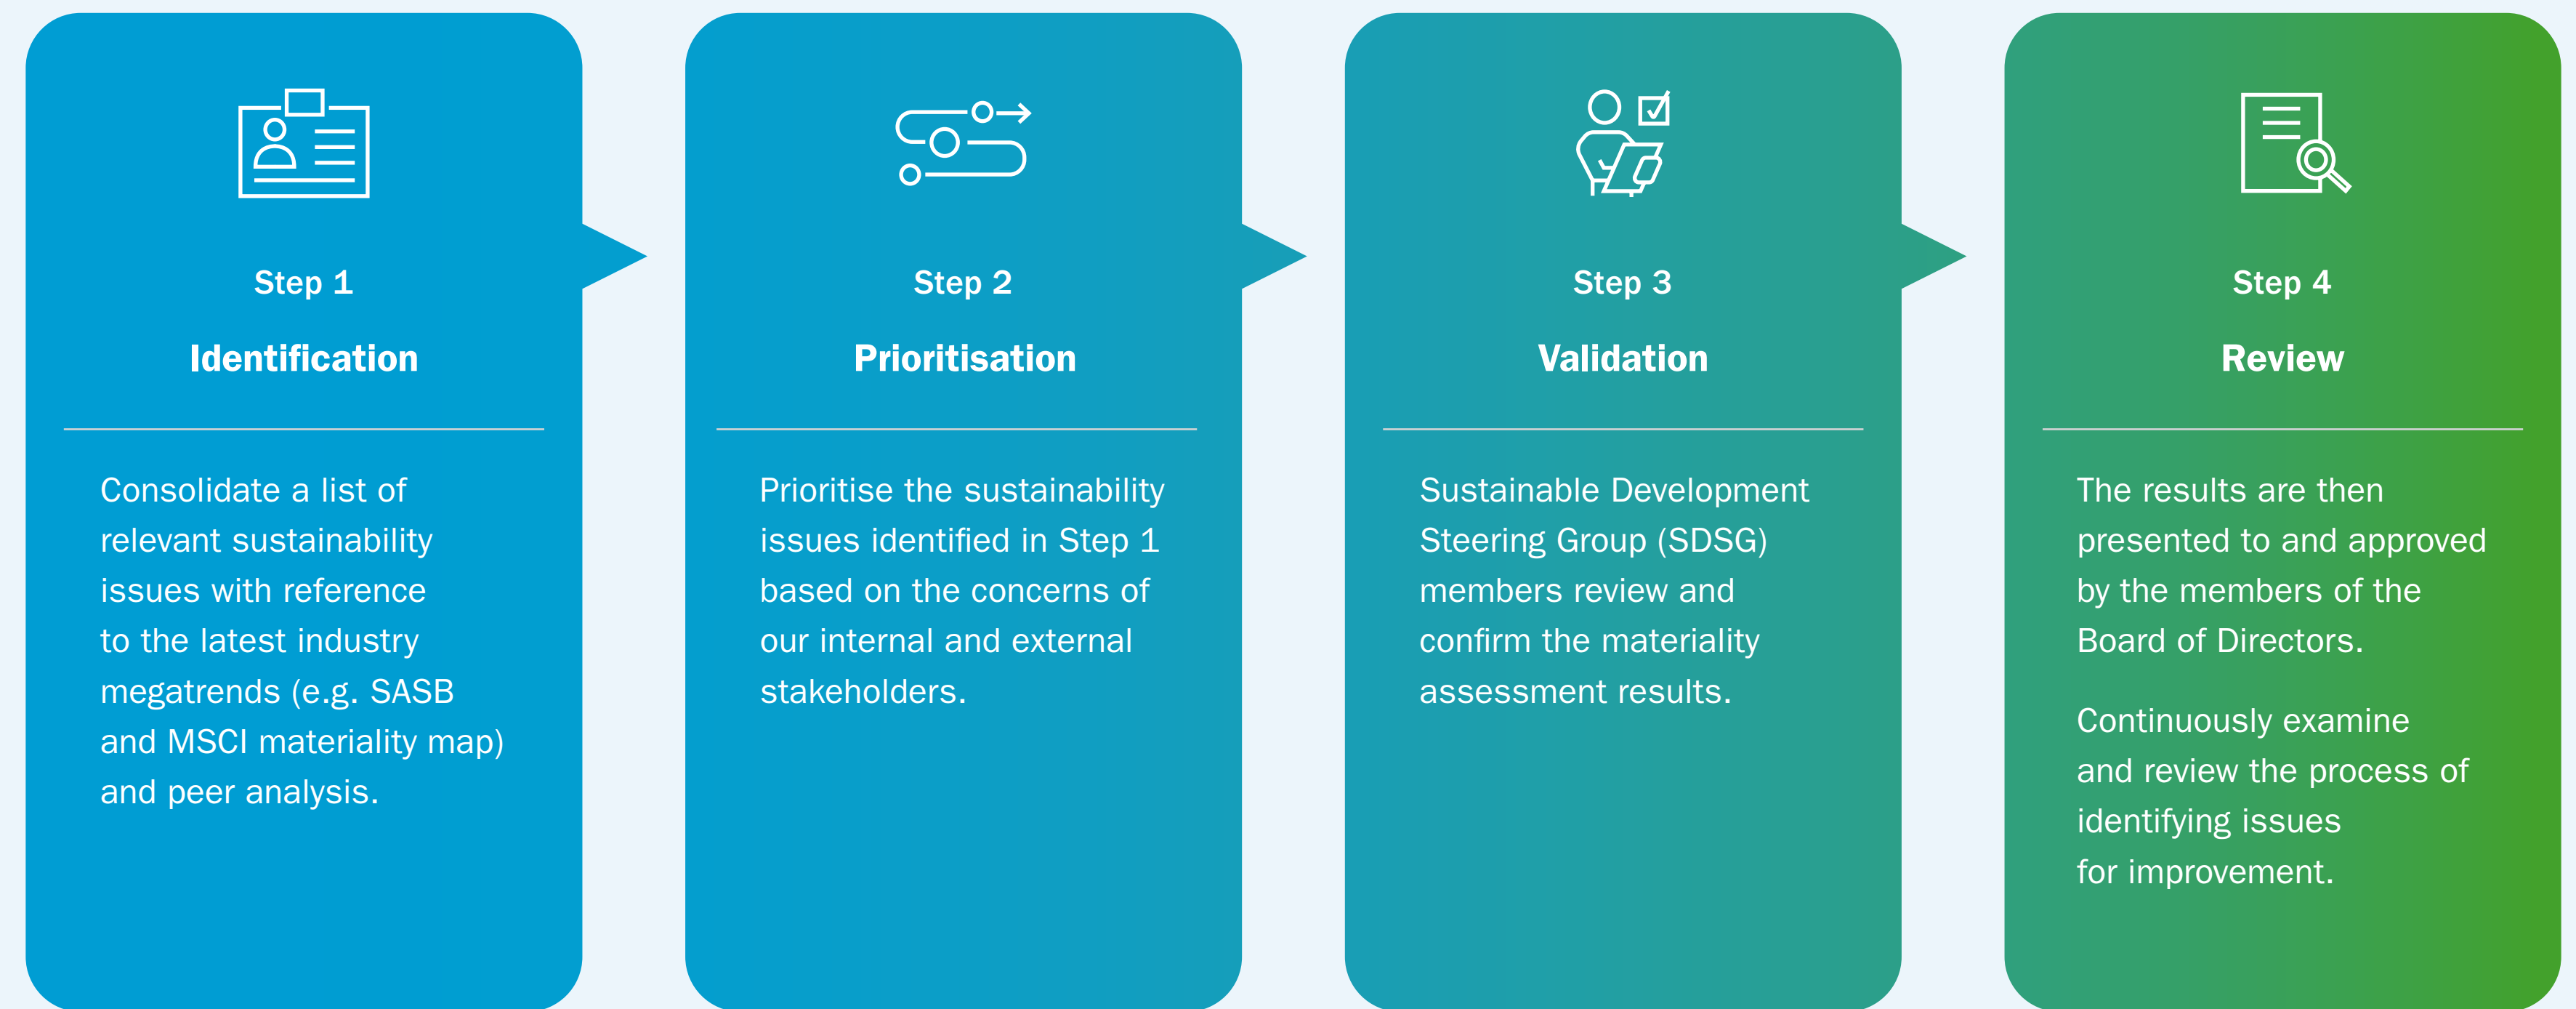 Step 1
Identification
Consolidate a list of
relevant sustainability
issues with reference
to the latest industry
megatrends (e.g. SASB
and MSCI materiality map)
and peer analysis.
Step 2
Prioritisation
Prioritise the sustainability
issues identified in Step 1
based on the concerns of
our internal and external
stakeholders.
Step 3
Validation
Sustainable Development
Steering Group (SDSG)
members review and
confirm the materiality
assessment results.
Step 4
Review
The results are then
presented to and approved
by the members of the
Board of Directors.
Continuously examine
and review the process of
identifying issues
for improvement.